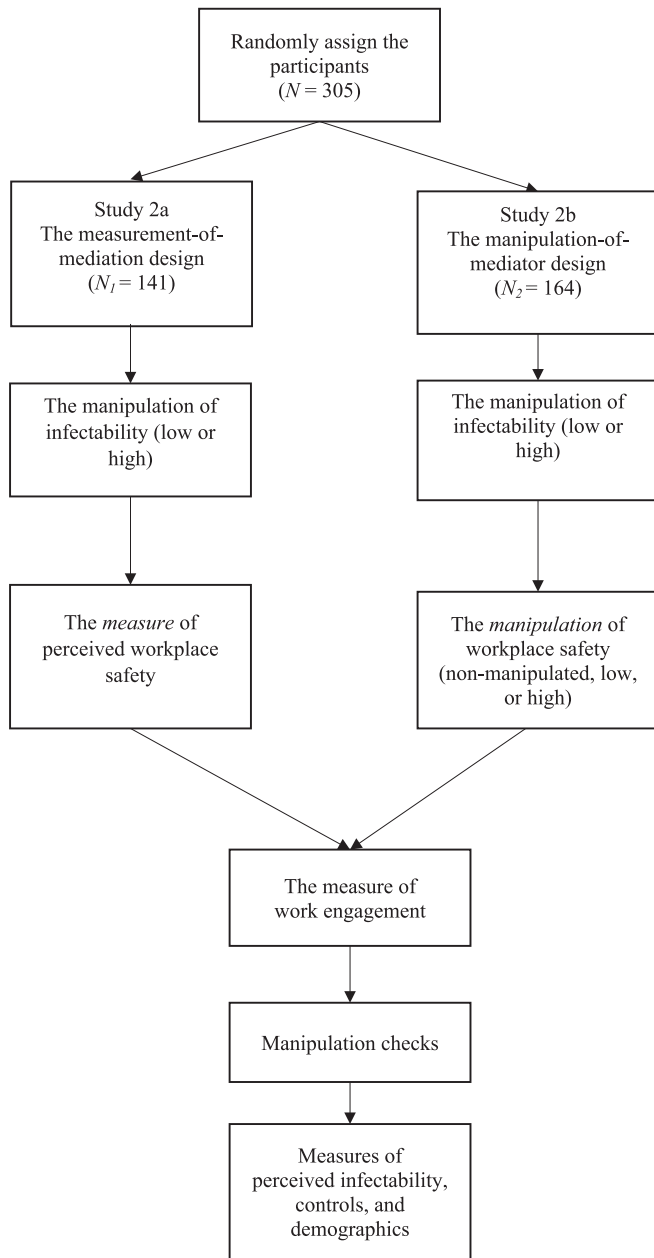 Randomly assign the
participants
(N = 305)
Study 2a
The measurement-of-
mediation design
(N1 = 141)
Study 2b
The manipulation-of-
mediator design
(N2 = 164)
The manipulation of
infectability (low or
high)
The manipulation of
infectability (low or
high)
The measure of
perceived workplace
safety
The manipulation of
workplace safety
(non-manipulated, low,
or high)
The measure of
work engagement
Manipulation checks
Measures of
perceived infectability,
controls, and
demographics